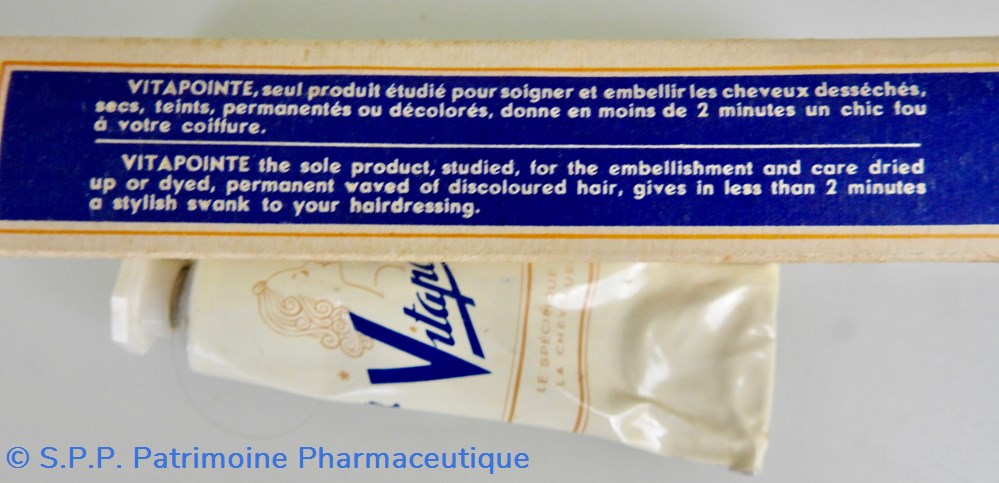 VITAPOINTE, seul produit étudié pour soigner et embellir les cheveux desséchés,
secs, teints, permanentés ou décolorés, donne en moins de 2 minutes un chic fou
à votre coiffure.
VITAPOINTE the sole product, studied, for the embellishment and care dried
up or dyed, permanent waved of discoloured hair, gives in less than 2 minutes
a stylish swank to your hairdressing.
LE SPÉCIFIQUE
© S.P.P. Patrimoine Pharmaceutique